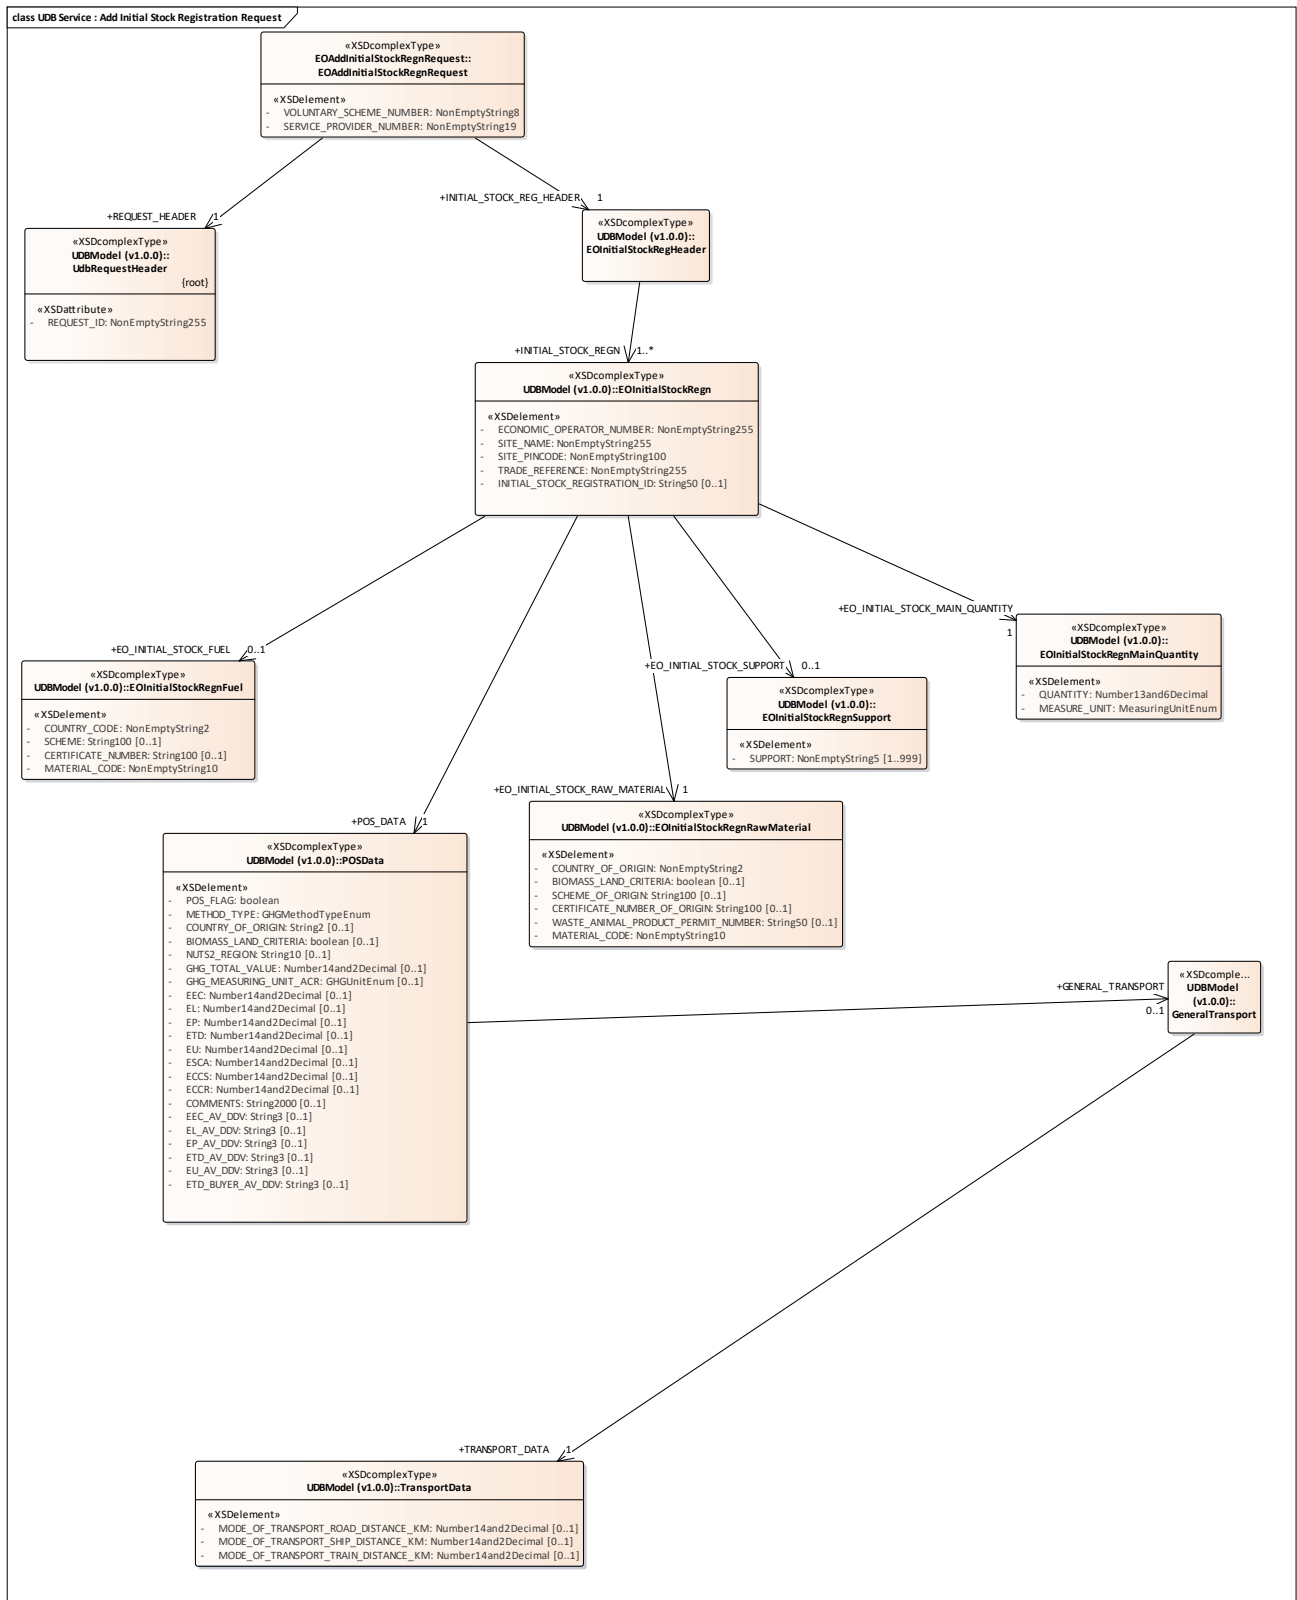 class UDB Service : Add Initial Stock Registration Request
«XSDcomplexType»
EOAddInitialStockRegnRequest::
EOAddInitialStockRegnRequest
«XSDelement»
- VOLUNTARY_SCHEME_NUMBER: NonEmptyString8
- SERVICE_PROVIDER_NUMBER: NonEmptyString19
+INITIAL_STOCK_REG_HEADER 1
+REQUEST_HEADER 1
«XSDcomplexType»
UDBModel (v1.0.0)::
EOInitialStockRegHeader
«XSDcomplexType»
UDBModel (v1.0.0)::
UdbRequestHeader
{root}
«XSDattribute»
- REQUEST_ID: NonEmptyString255
+INITIAL_STOCK_REGN 1..*
«XSDcomplexType»
UDBModel (v1.0.0)::EOInitialStockRegn
«XSDelement»
- ECONOMIC_OPERATOR_NUMBER: NonEmptyString255
- SITE_NAME: NonEmptyString255
- SITE_PINCODE: NonEmptyString100
- TRADE_REFERENCE: NonEmptyString255
- INITIAL_STOCK_REGISTRATION_ID: String50 [0..1]
+EO_INITIAL_STOCK_MAIN_QUANTITY
1
«XSDcomplexType»
UDBModel (v1.0.0)::
EOInitialStockRegnMainQuantity
«XSDelement»
- QUANTITY: Number13and6Decimal
- MEASURE_UNIT: MeasuringUnitEnum
+EO_INITIAL_STOCK_FUEL 0..1
«XSDcomplexType»
UDBModel (v1.0.0)::EOInitialStockRegnFuel
«XSDelement»
- COUNTRY_CODE: NonEmptyString2
- SCHEME: String100 [0..1]
- CERTIFICATE_NUMBER: String100 [0..1]
- MATERIAL_CODE: NonEmptyString10
+EO_INITIAL_STOCK_SUPPORT 0..1
«XSDcomplexType»
UDBModel (v1.0.0)::
EOInitialStockRegnSupport
«XSDelement»
- SUPPORT: NonEmptyString5 [1..999]
+EO_INITIAL_STOCK_RAW_MATERIAL 1
«XSDcomplexType»
UDBModel (v1.0.0)::EOInitialStockRegnRawMaterial
«XSDelement»
- COUNTRY_OF_ORIGIN: NonEmptyString2
- BIOMASS_LAND_CRITERIA: boolean [0..1]
- SCHEME_OF_ORIGIN: String100 [0..1]
- CERTIFICATE_NUMBER_OF_ORIGIN: String100 [0..1]
- WASTE_ANIMAL_PRODUCT_PERMIT_NUMBER: String50 [0..1]
- MATERIAL_CODE: NonEmptyString10
+POS_DATA 1
«XSDcomplexType»
UDBModel (v1.0.0)::POSData
«XSDelement»
- POS_FLAG: boolean
- METHOD_TYPE: GHGMethodTypeEnum
- COUNTRY_OF_ORIGIN: String2 [0..1]
- BIOMASS_LAND_CRITERIA: boolean [0..1]
- NUTS2_REGION: String10 [0..1]
- GHG_TOTAL_VALUE: Number14and2Decimal [0..1]
- GHG_MEASURING_UNIT_ACR: GHGUnitEnum [0..1]
- EEC: Number14and2Decimal [0..1]
- EL: Number14and2Decimal [0..1]
- EP: Number14and2Decimal [0..1]
- ETD: Number14and2Decimal [0..1]
- EU: Number14and2Decimal [0..1]
- ESCA: Number14and2Decimal [0..1]
- ECCS: Number14and2Decimal [0..1]
- ECCR: Number14and2Decimal [0..1]
- COMMENTS: String2000 [0..1]
- EEC_AV_DDV: String3 [0..1]
- EL_AV_DDV: String3 [0..1]
- EP_AV_DDV: String3 [0..1]
- ETD_AV_DDV: String3 [0..1]
- EU_AV_DDV: String3 [0..1]
- ETD_BUYER_AV_DDV: String3 [0..1]
+GENERAL_TRANSPORT
0..1
«XSDcomple...
UDBModel
(v1.0.0)::
GeneralTransport
+TRANSPORT_DATA 1
«XSDcomplexType»
UDBModel (v1.0.0)::TransportData
«XSDelement»
- MODE_OF_TRANSPORT_ROAD_DISTANCE_KM: Number14and2Decimal [0..1]
- MODE_OF_TRANSPORT_SHIP_DISTANCE_KM: Number14and2Decimal [0..1]
- MODE_OF_TRANSPORT_TRAIN_DISTANCE_KM: Number14and2Decimal [0..1]